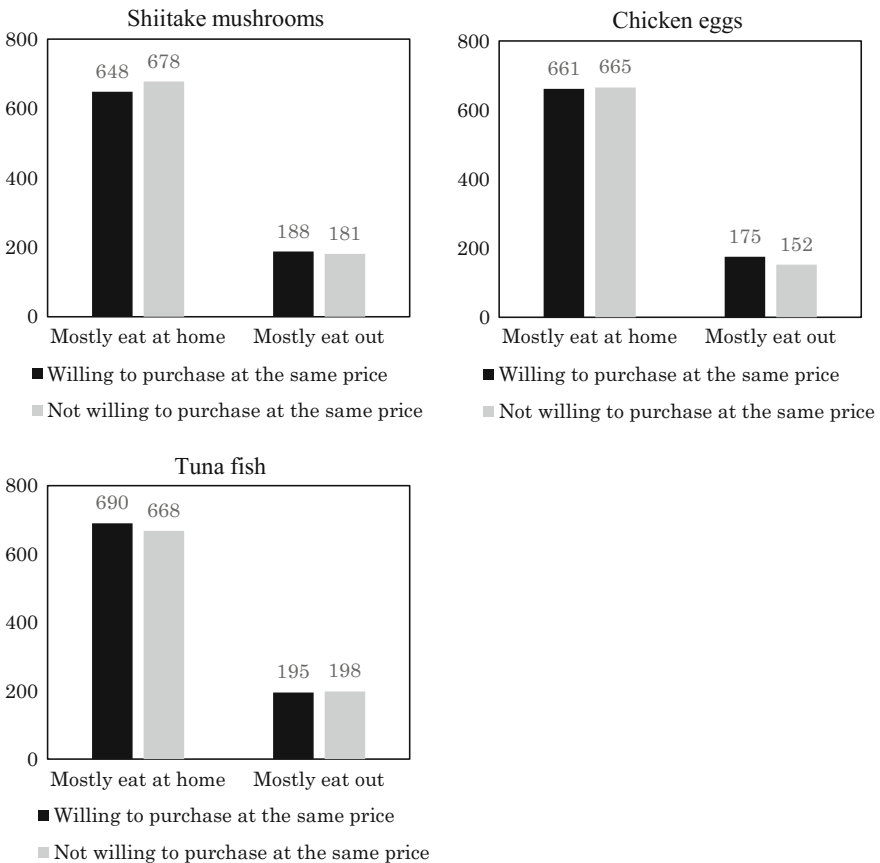 Shiitake mushrooms
800
600
400
200
0
648
678
188
181
Mostly eat at home
Mostly eat out
Willing to purchase at the same price
Not willing to purchase at the same price
Chicken eggs
800
600
400
200
0
661
665
175
152
Mostly eat at home
Mostly eat out
Willing to purchase at the same price
Not willing to purchase at the same price
Tuna fish
800
600
400
200
0
690
668
195
198
Mostly eat at home
Mostly eat out
Willing to purchase at the same price
Not willing to purchase at the same price